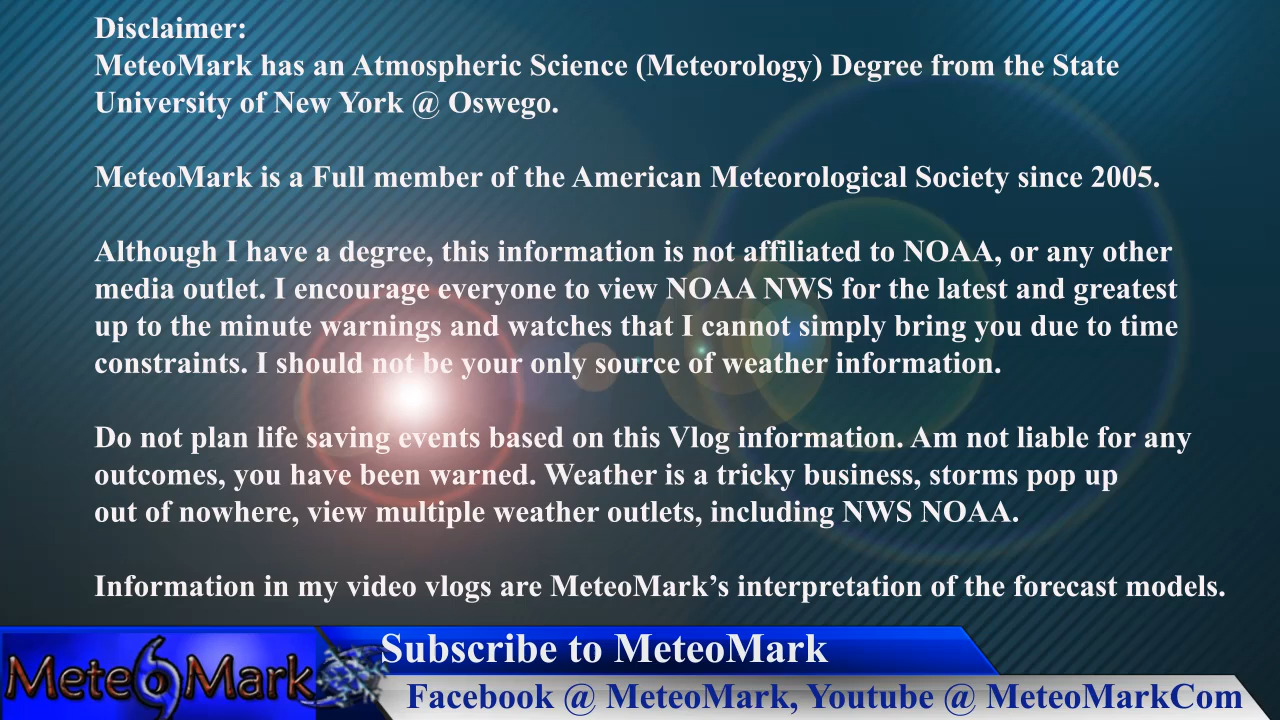 Disclaimer:
MeteoMark has an Atmospheric Science (Meteorology) Degree from the State
University of New York @ Oswego.
MeteoMark is a Full member of the American Meteorological Society since 2005.
Although I have a degree, this information is not affiliated to NOAA, or any other
media outlet. I encourage everyone to view NOAA NWS for the latest and greatest
up to the minute warnings and watches that I cannot simply bring you due to time
constraints. I should not be your only source of weather information.
Do not plan life saving events based on this Vlog information. Am not liable for any
outcomes, you have been warned. Weather is a tricky business, storms pop up
out of nowhere, view multiple weather outlets, including NWS NOAA.
Information in my video vlogs are MeteoMark’s interpretation of the forecast models.
Subscribe to MeteoMark
MeteoMark
Facebook @ MeteoMark, Youtube @ MeteoMarkCom